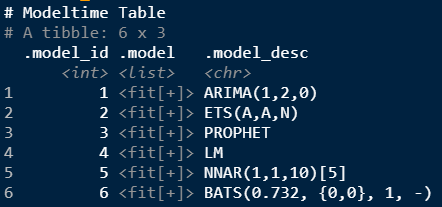 # Modeltime Table
# A tibble: 6 x 3
.model_id .model .model_desc
<int> <list> <chr>
1 1 <fit[+]> ARIMA(1,2,0)
2 2 <fit[+]> ETS(A,A,N)
3 3 <fit[+]> PROPHET
4 4 <fit[+]> LM
5 5 <fit[+]> NNAR(1,1,10)[5]
6 6 <fit[+]> BATS(0.732, {0,0}, 1, -)